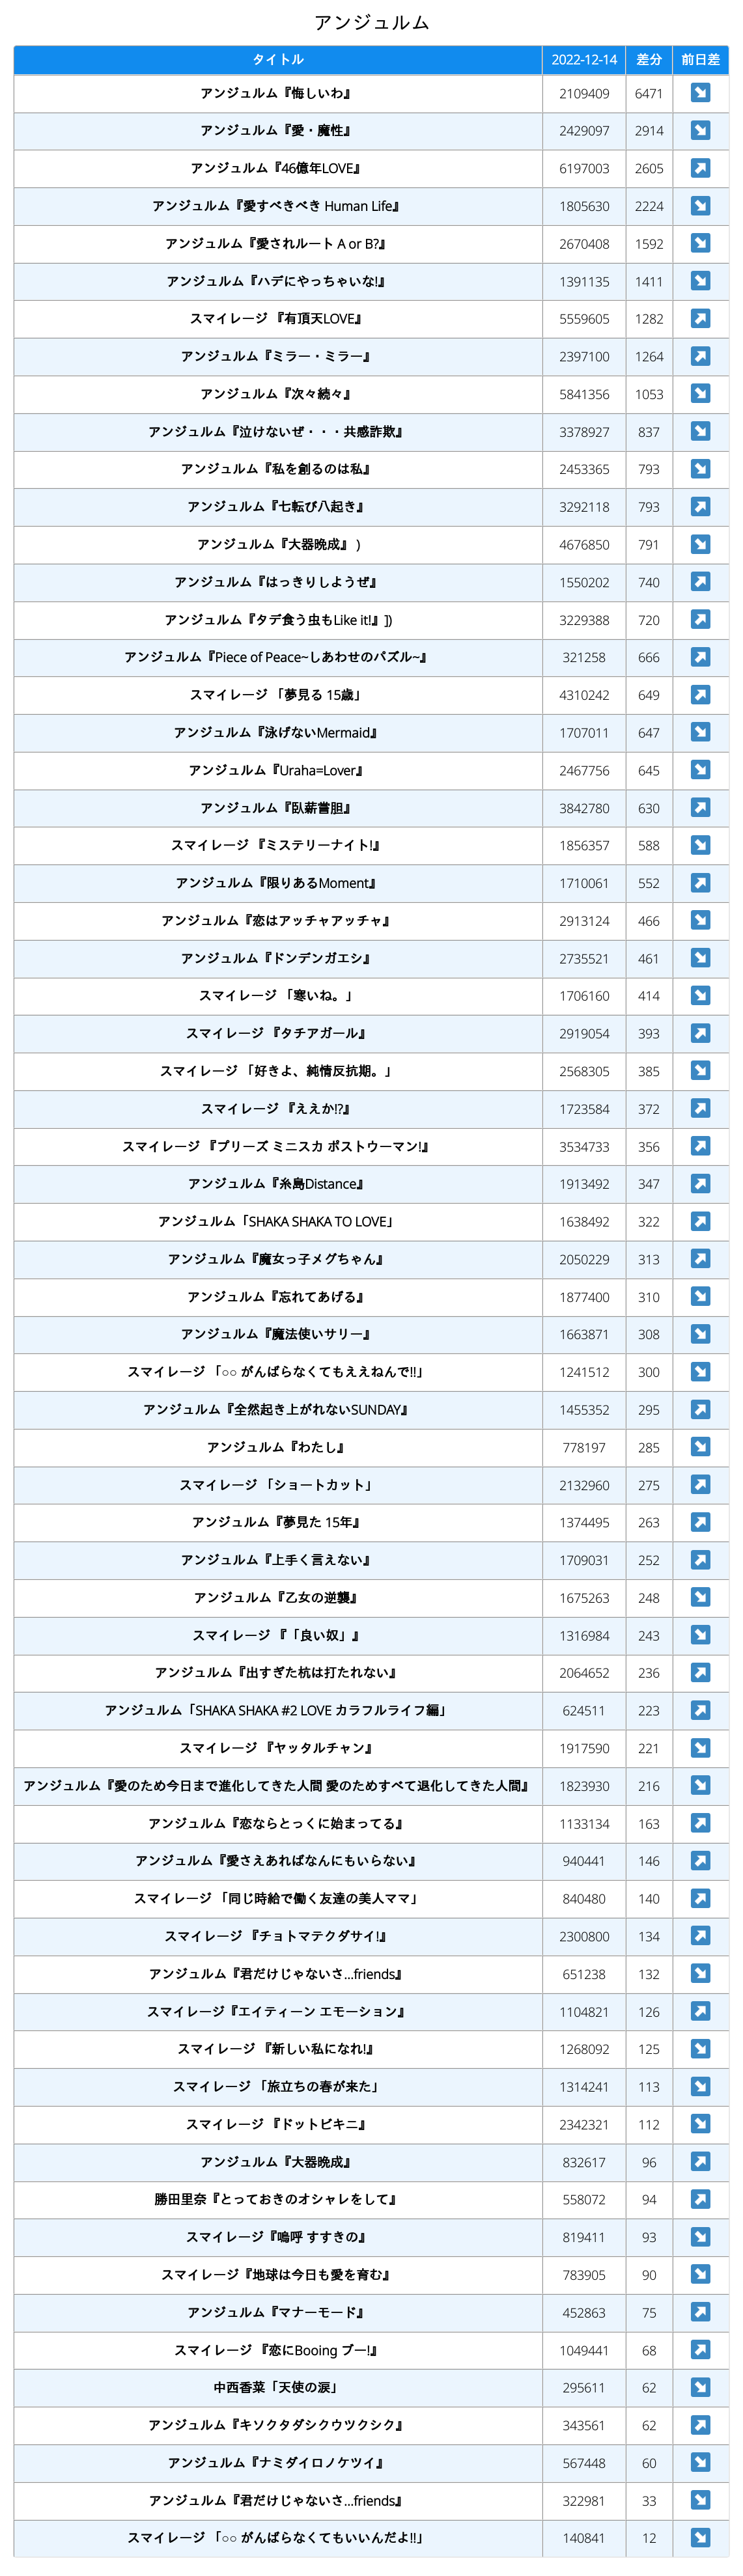 アンジュルム
タイトル 2022-12-14 差分 前日差
アンジュルム『悔しいわ』 2109409 6471 ↘
アンジュルム『愛・魔性』 2429097 2914 ↘
アンジュルム『46億年LOVE』 6197003 2605 ↗
アンジュルム『愛すべきべき Human Life』 1805630 2224 ↘
アンジュルム『愛されルート A or B?』 2670408 1592 ↘
アンジュルム『ハデにやっちゃいな!』 1391135 1411 ↘
スマイレージ 『有頂天LOVE』 5559605 1282 ↗
アンジュルム『ミラー・ミラー』 2397100 1264 ↗
アンジュルム『次々続々』 5841356 1053 ↘
アンジュルム『泣けないぜ・・・共感詐欺』 3378927 837 ↘
アンジュルム『私を創るのは私』 2453365 793 ↘
アンジュルム『七転び八起き』 3292118 793 ↗
アンジュルム『大器晩成』 ) 4676850 791 ↘
アンジュルム『はっきりしようぜ』 1550202 740 ↗
アンジュルム『タデ食う虫もLike it!』]) 3229388 720 ↗
アンジュルム『Piece of Peace~しあわせのパズル~』 321258 666 ↗
スマイレージ 「夢見る 15歳」 4310242 649 ↗
アンジュルム『泳げないMermaid』 1707011 647 ↘
アンジュルム『Uraha=Lover』 2467756 645 ↘
アンジュルム『臥薪嘗胆』 3842780 630 ↗
スマイレージ 『ミステリーナイト!』 1856357 588 ↘
アンジュルム『限りあるMoment』 1710061 552 ↗
アンジュルム『恋はアッチャアッチャ』 2913124 466 ↘
アンジュルム『ドンデンガエシ』 2735521 461 ↘
スマイレージ 「寒いね。」 1706160 414 ↘
スマイレージ 『タチアガール』 2919054 393 ↗
スマイレージ 「好きよ、純情反抗期。」 2568305 385 ↘
スマイレージ 『ええか!?』 1723584 372 ↗
スマイレージ 『プリーズ ミニスカ ポストウーマン!』 3534733 356 ↗
アンジュルム『糸島Distance』 1913492 347 ↗
アンジュルム「SHAKA SHAKA TO LOVE」 1638492 322 ↗
アンジュルム『魔女っ子メグちゃん』 2050229 313 ↗
アンジュルム『忘れてあげる』 1877400 310 ↘
アンジュルム『魔法使いサリー』 1663871 308 ↘
スマイレージ 「○○ がんばらなくてもええねんで!!」 1241512 300 ↘
アンジュルム『全然起き上がれないSUNDAY』 1455352 295 ↗
アンジュルム『わたし』 778197 285 ↘
スマイレージ 「ショートカット」 2132960 275 ↗
アンジュルム『夢見た 15年』 1374495 263 ↗
アンジュルム『上手く言えない』 1709031 252 ↗
アンジュルム『乙女の逆襲』 1675263 248 ↘
スマイレージ 『「良い奴」』 1316984 243 ↘
アンジュルム『出すぎた杭は打たれない』 2064652 236 ↗
アンジュルム「SHAKA SHAKA #2 LOVE カラフルライフ編」 624511 223 ↗
スマイレージ 『ヤッタルチャン』 1917590 221 ↘
アンジュルム『愛のため今日まで進化してきた人間 愛のためすべて退化してきた人間』 1823930 216 ↘
アンジュルム『恋ならとっくに始まってる』 1133134 163 ↗
アンジュルム『愛さえあればなんにもいらない』 940441 146 ↗
スマイレージ 「同じ時給で働く友達の美人ママ」 840480 140 ↗
スマイレージ 『チョトマテクダサイ!』 2300800 134 ↗
アンジュルム『君だけじゃないさ...friends』 651238 132 ↘
スマイレージ『エイティーン エモーション』 1104821 126 ↗
スマイレージ 『新しい私になれ!』 1268092 125 ↘
スマイレージ 「旅立ちの春が来た」 1314241 113 ↘
スマイレージ 『ドットビキニ』 2342321 112 ↘
アンジュルム『大器晩成』 832617 96 ↗
勝田里奈『とっておきのオシャレをして』 558072 94 ↗
スマイレージ『嗚呼 すすきの』 819411 93 ↘
スマイレージ『地球は今日も愛を育む』 783905 90 ↘
アンジュルム『マナーモード』 452863 75 ↗
スマイレージ 『恋にBooing ブー!』 1049441 68 ↗
中西香菜「天使の涙」 295611 62 ↘
アンジュルム『キソクタダシクウツクシク』 343561 62 ↗
アンジュルム『ナミダイロノケツイ』 567448 60 ↘
アンジュルム『君だけじゃないさ...friends』 322981 33 ↘
スマイレージ 「○○ がんばらなくてもいいんだよ!!」 140841 12 ↘